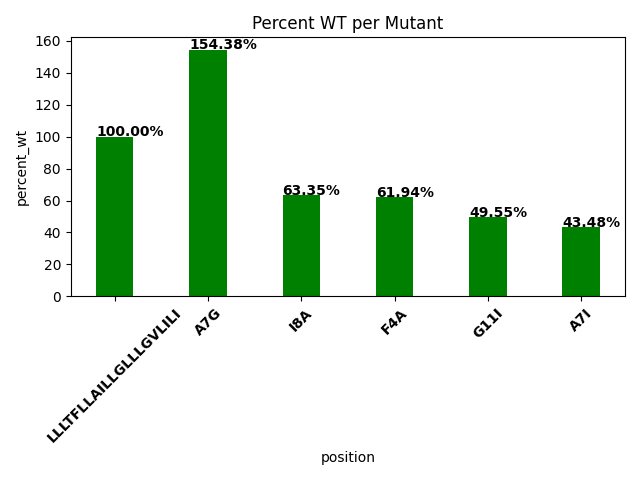 Percent WT per Mutant
percent_wt
160
140
120
100
80
60
40
20
0
100.00%
154.38%
63.35%
61.94%
49.55%
43.48%
LLLTFLLAILLGLLLGVLILI
A7G
I8A
F4A
G11I
A7I
position